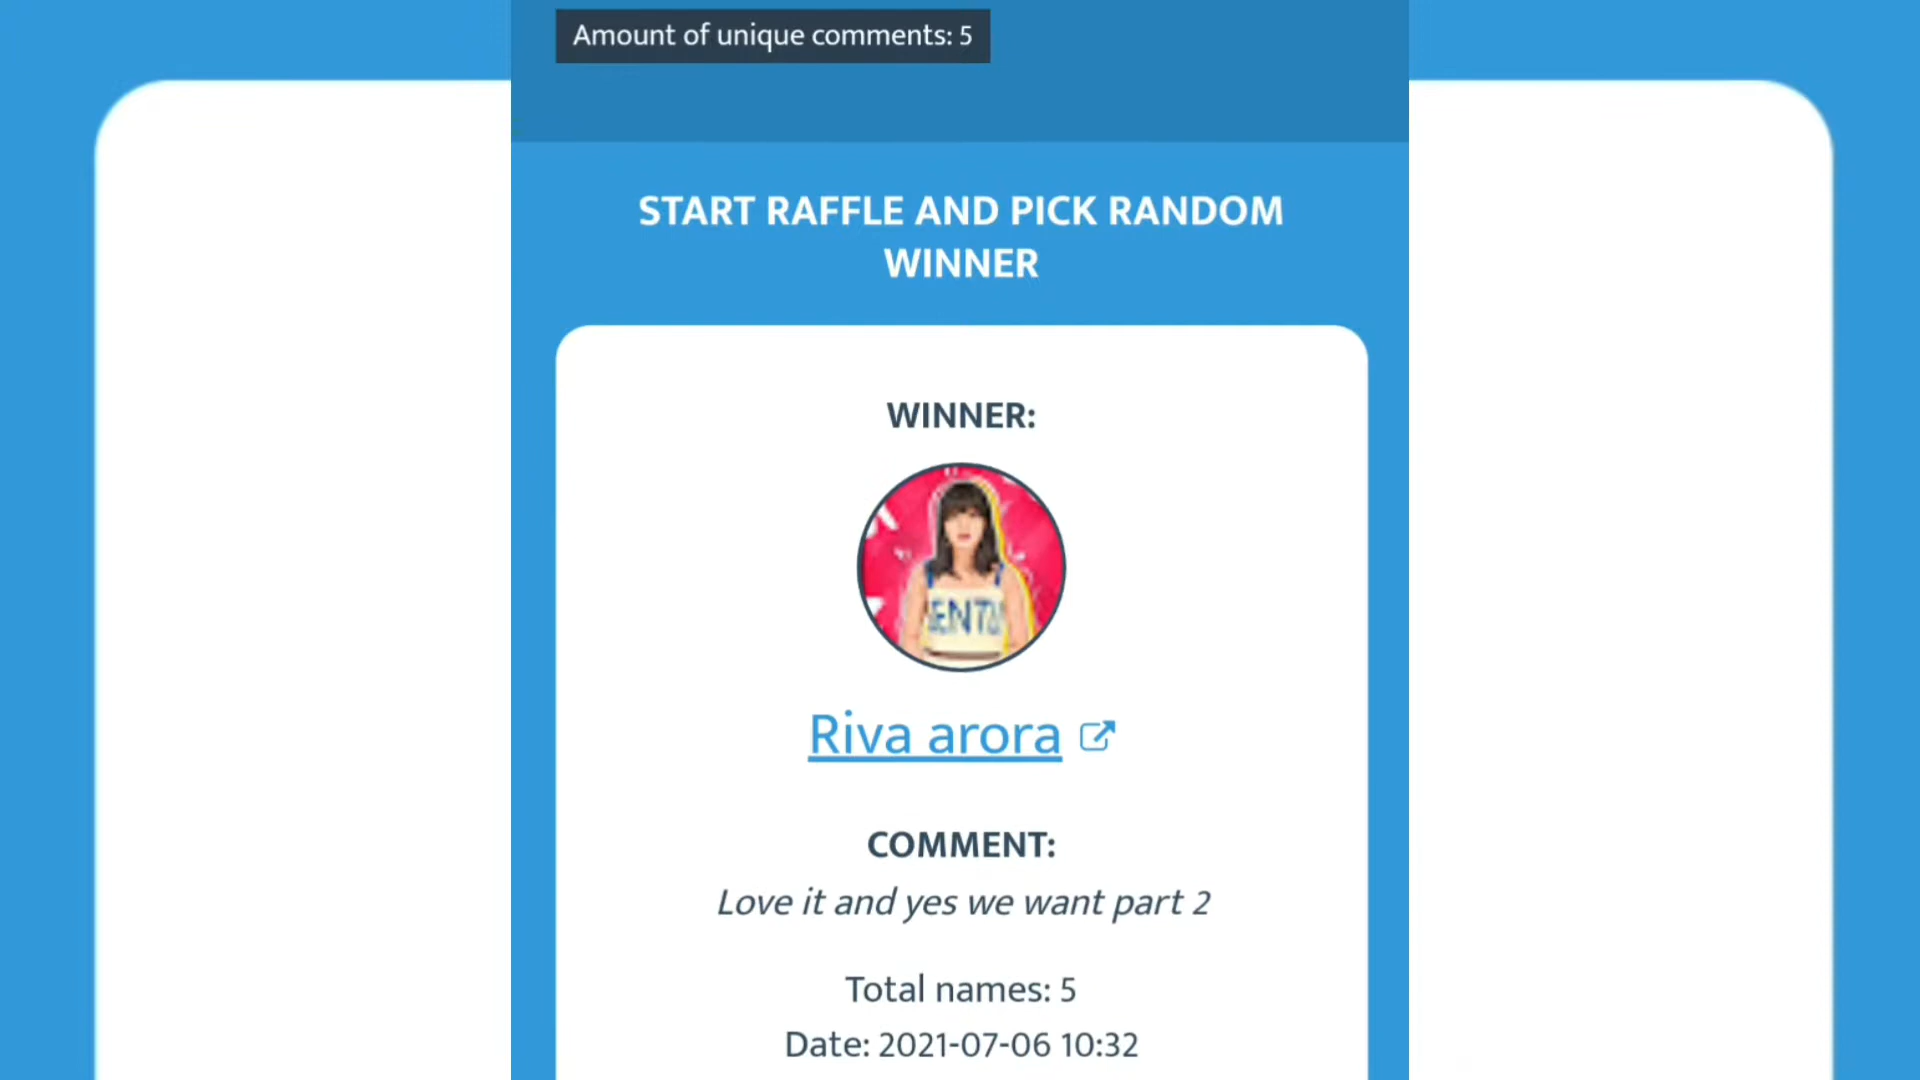 Amount of unique comments: 5
START RAFFLE AND PICK RANDOM
WINNER
WINNER:
Riva arora
COMMENT:
Love it and yes we want part 2
Total names: 5
Date: 2021-07-06 10:32